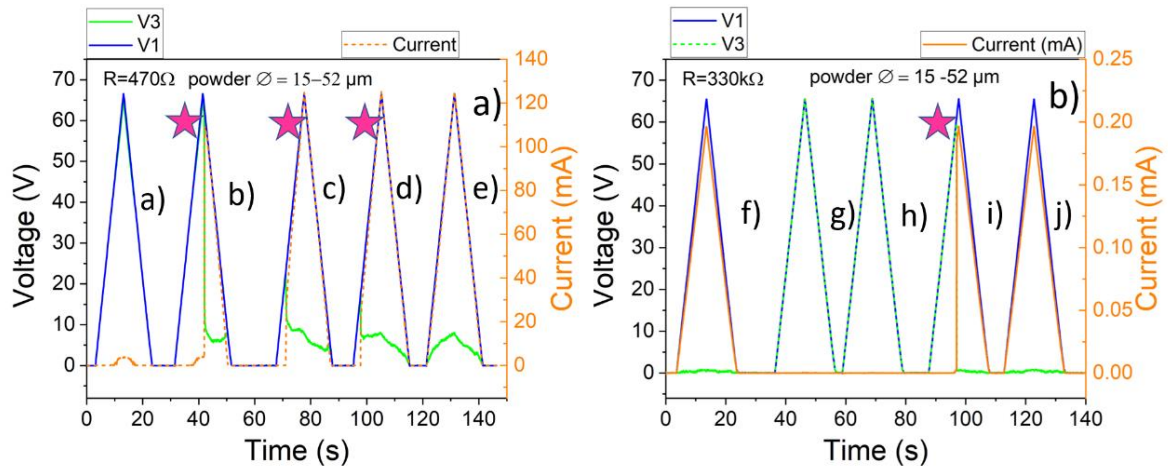 V3
V1
Current
R=470Ω powder ∅ = 15–52 µm
a)
a)
b)
c)
d)
e)
Voltage (V)
70
60
50
40
30
20
10
0
Current (mA)
140
120
100
80
60
40
20
0
0 20 40 60 80 100 120 140
Time (s)
V1
V3
Current (mA)
R=330kΩ powder ∅ = 15 -52 µm
b)
f)
g)
h)
i)
j)
Voltage (V)
70
60
50
40
30
20
10
0
Current (mA)
0.25
0.20
0.15
0.10
0.05
0.00
0 20 40 60 80 100 120 140
Time (s)